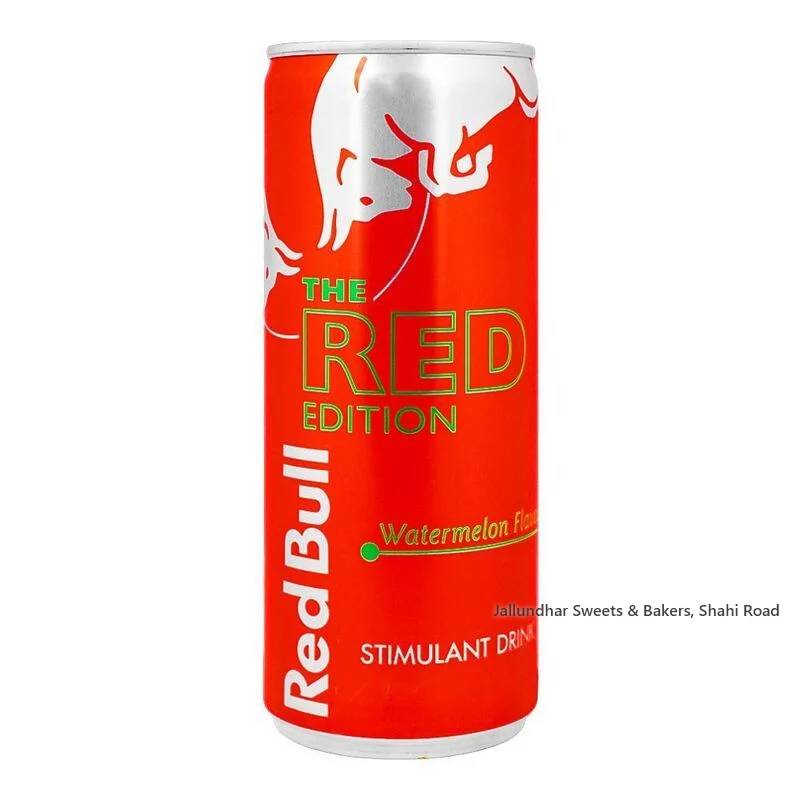 THE
RED
EDITION
Red Bull
Watermelon
Jallundhar Sweets & Bakers, Shahi Road
STIMULANT DRINK